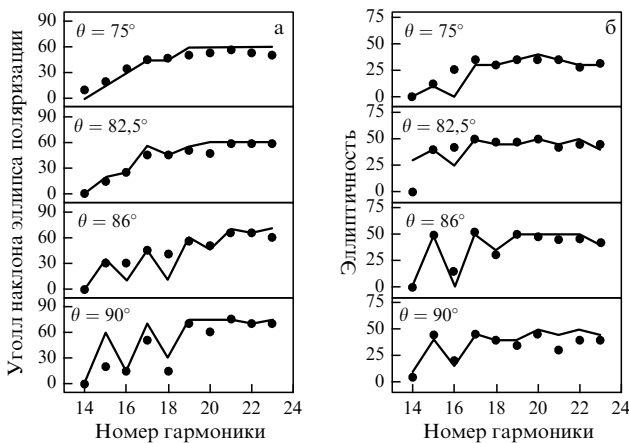 Уголл наклона эллипса поляризации
а
θ = 75°
90
60
30
0
θ = 82,5°
90
60
30
0
θ = 86°
90
60
30
0
θ = 90°
90
60
30
0
14 16 18 20 22 24
Номер гармоники
Эллиптичность
б
θ = 75°
75
50
25
0
θ = 82,5°
75
50
25
0
θ = 86°
75
50
25
0
θ = 90°
75
50
25
0
14 16 18 20 22 24
Номер гармоники